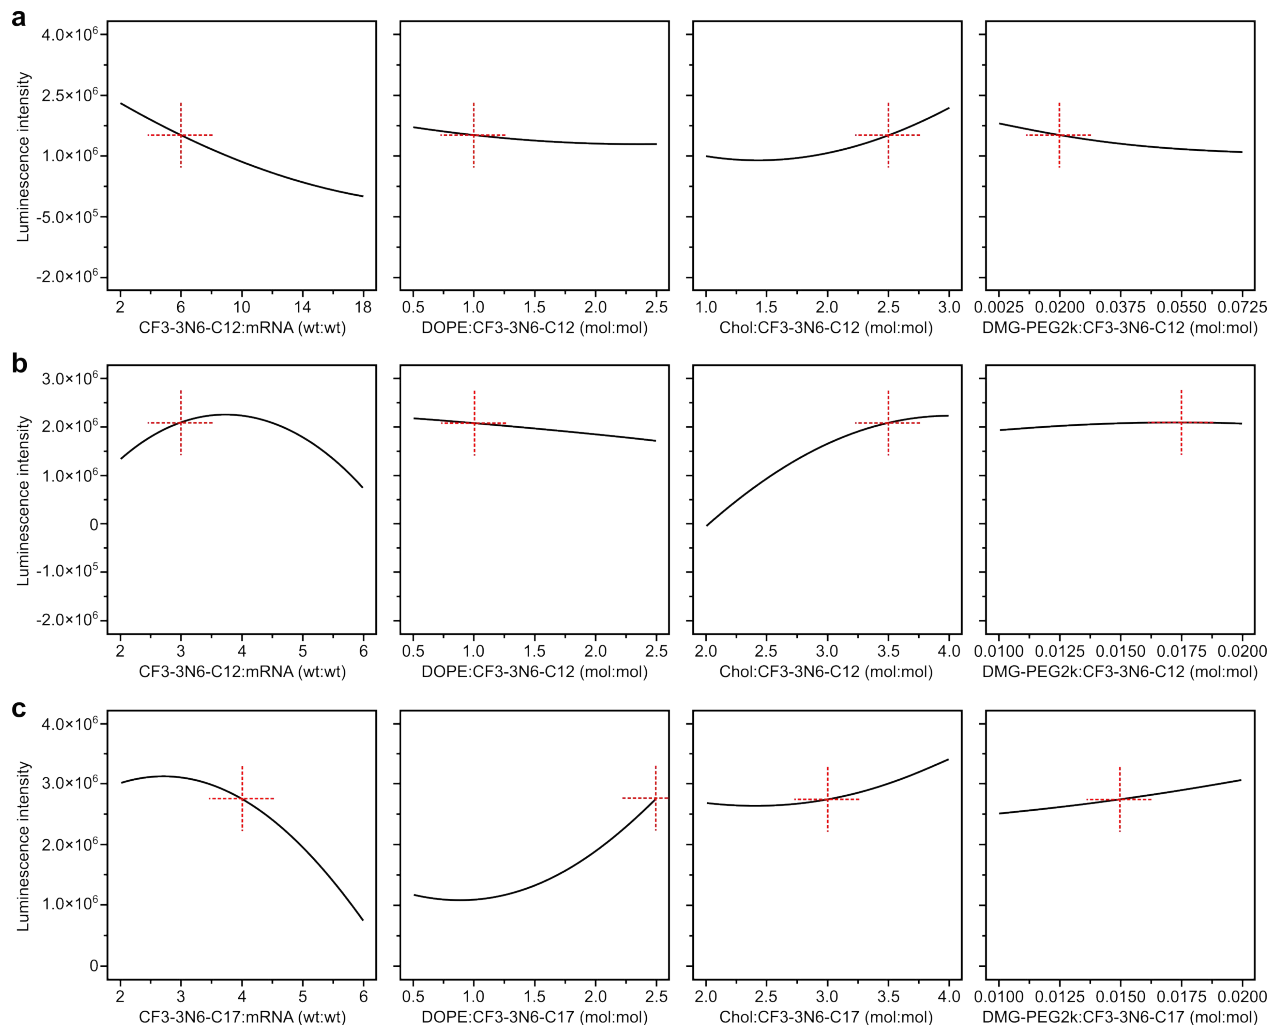 a
Luminescence intensity
4.0×10⁶
2.5×10⁶
1.0×10⁶
-5.0×10⁵
-2.0×10⁶
2 6 10 14 18
CF3-3N6-C12:mRNA (wt:wt)
0.5 1.0 1.5 2.0 2.5
DOPE:CF3-3N6-C12 (mol:mol)
1.0 1.5 2.0 2.5 3.0
Chol:CF3-3N6-C12 (mol:mol)
0.0025 0.0200 0.0375 0.0550 0.0725
DMG-PEG2k:CF3-3N6-C12 (mol:mol)
b
Luminescence intensity
3.0×10⁶
2.0×10⁶
1.0×10⁶
0
-1.0×10⁵
-2.0×10⁶
2 3 4 5 6
CF3-3N6-C12:mRNA (wt:wt)
0.5 1.0 1.5 2.0 2.5
DOPE:CF3-3N6-C12 (mol:mol)
2.0 2.5 3.0 3.5 4.0
Chol:CF3-3N6-C12 (mol:mol)
0.0100 0.0125 0.0150 0.0175 0.0200
DMG-PEG2k:CF3-3N6-C12 (mol:mol)
c
Luminescence intensity
4.0×10⁶
3.0×10⁶
2.0×10⁶
1.0×10⁶
0
2 3 4 5 6
CF3-3N6-C17:mRNA (wt:wt)
0.5 1.0 1.5 2.0 2.5
DOPE:CF3-3N6-C17 (mol:mol)
2.0 2.5 3.0 3.5 4.0
Chol:CF3-3N6-C17 (mol:mol)
0.0100 0.0125 0.0150 0.0175 0.0200
DMG-PEG2k:CF3-3N6-C17 (mol:mol)